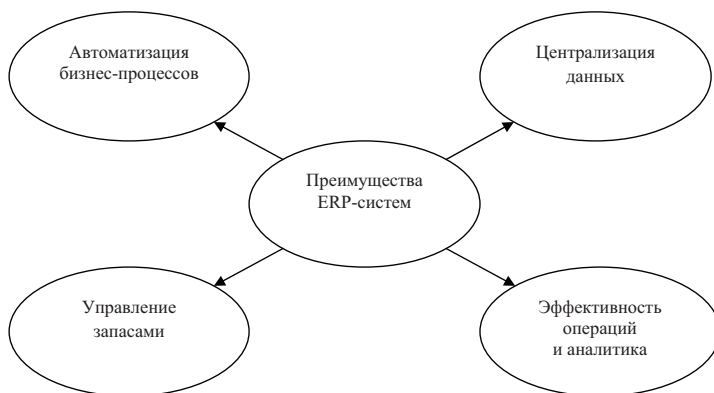 Автоматизация
бизнес-процессов
Централизация
данных
Преимущества
ERP-систем
Управление
запасами
Эффективность
операций
и аналитика